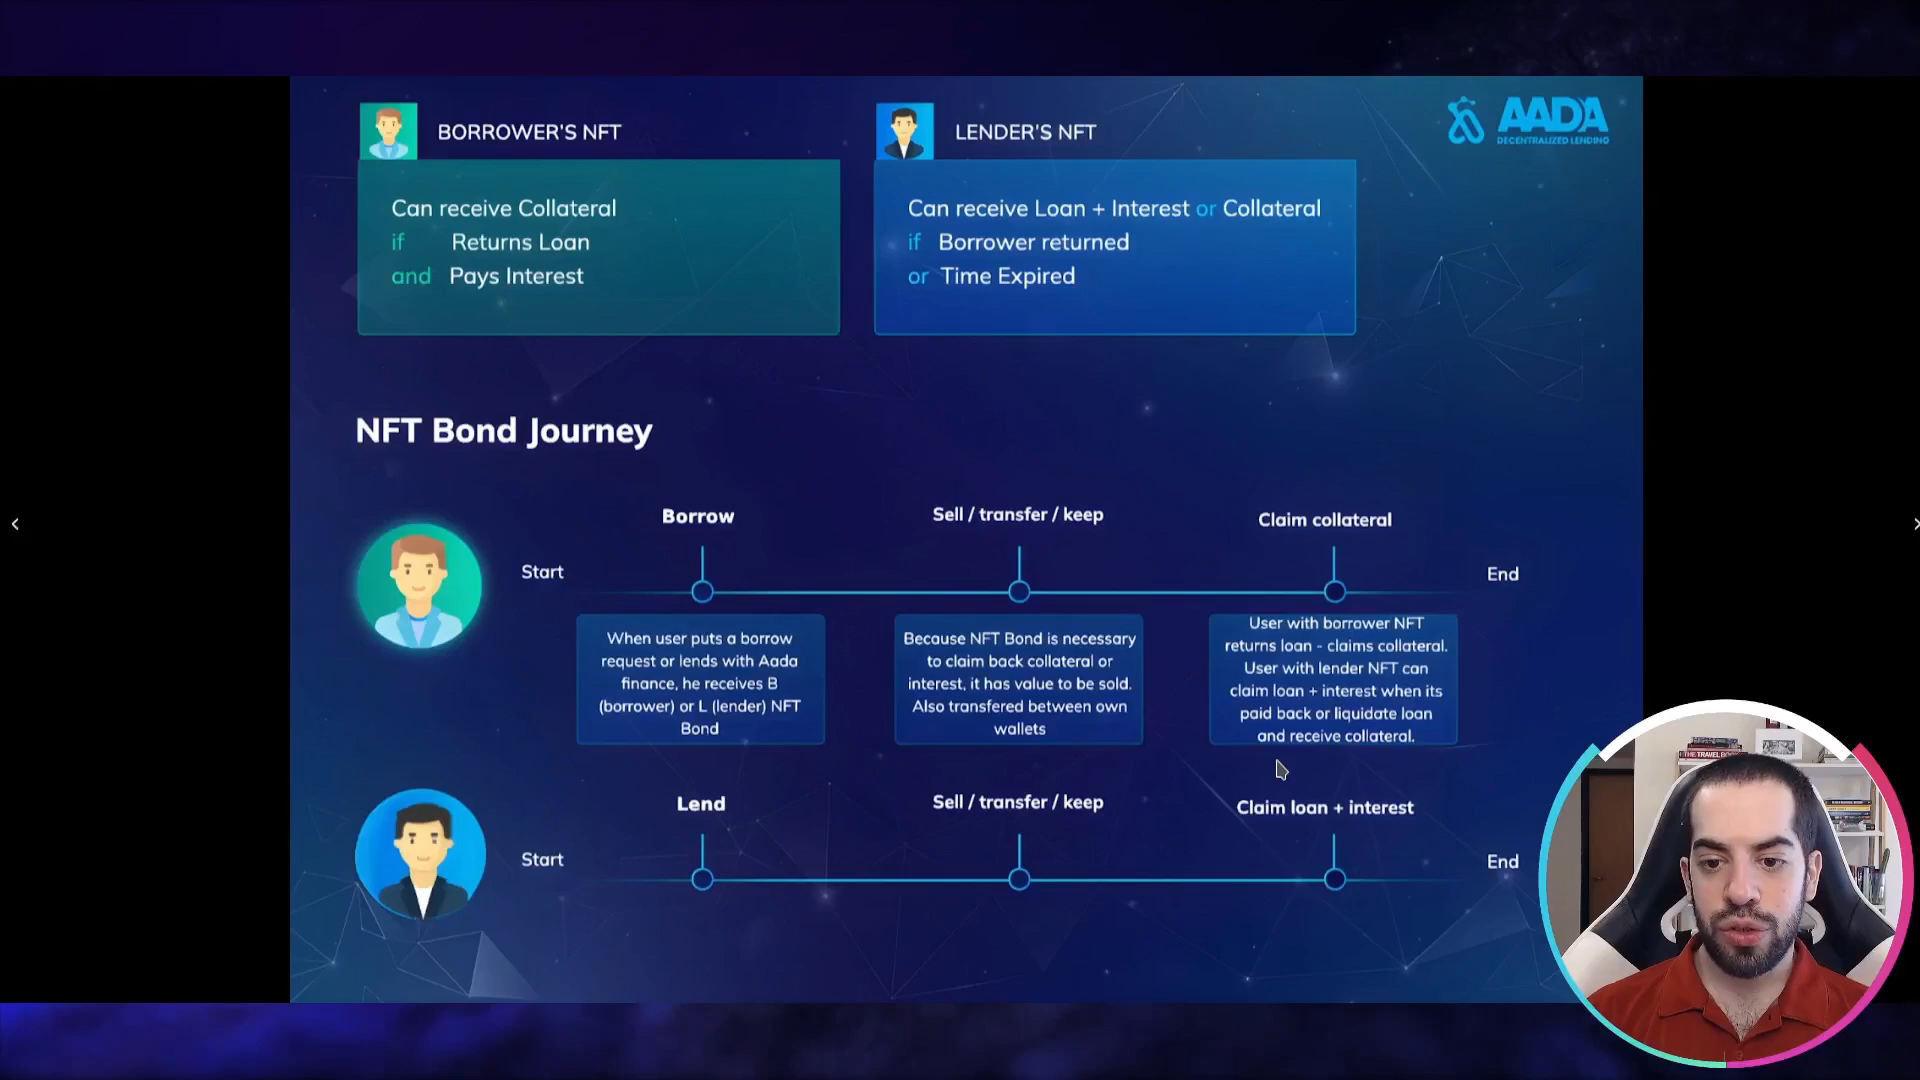 BORROWER'S NFT
Can receive Collateral
if Returns Loan
and Pays Interest
LENDER'S NFT
Can receive Loan + Interest or Collateral
if Borrower returned
or Time Expired
AADA
DECENTRALIZED LENDING
NFT Bond Journey
Start
Borrow
Sell / transfer / keep
Claim collateral
End
When user puts a borrow
request or lends with Aada
finance, he receives B
(borrower) or L (lender) NFT
Bond
Because NFT Bond is necessary
to claim back collateral or
interest, it has value to be sold.
Also transfered between own
wallets
User with borrower NFT
returns loan - claims collateral.
User with lender NFT can
claim loan + interest when its
paid back or liquidate loan
and receive collateral.
Start
Lend
Sell / transfer / keep
Claim loan + interest
End